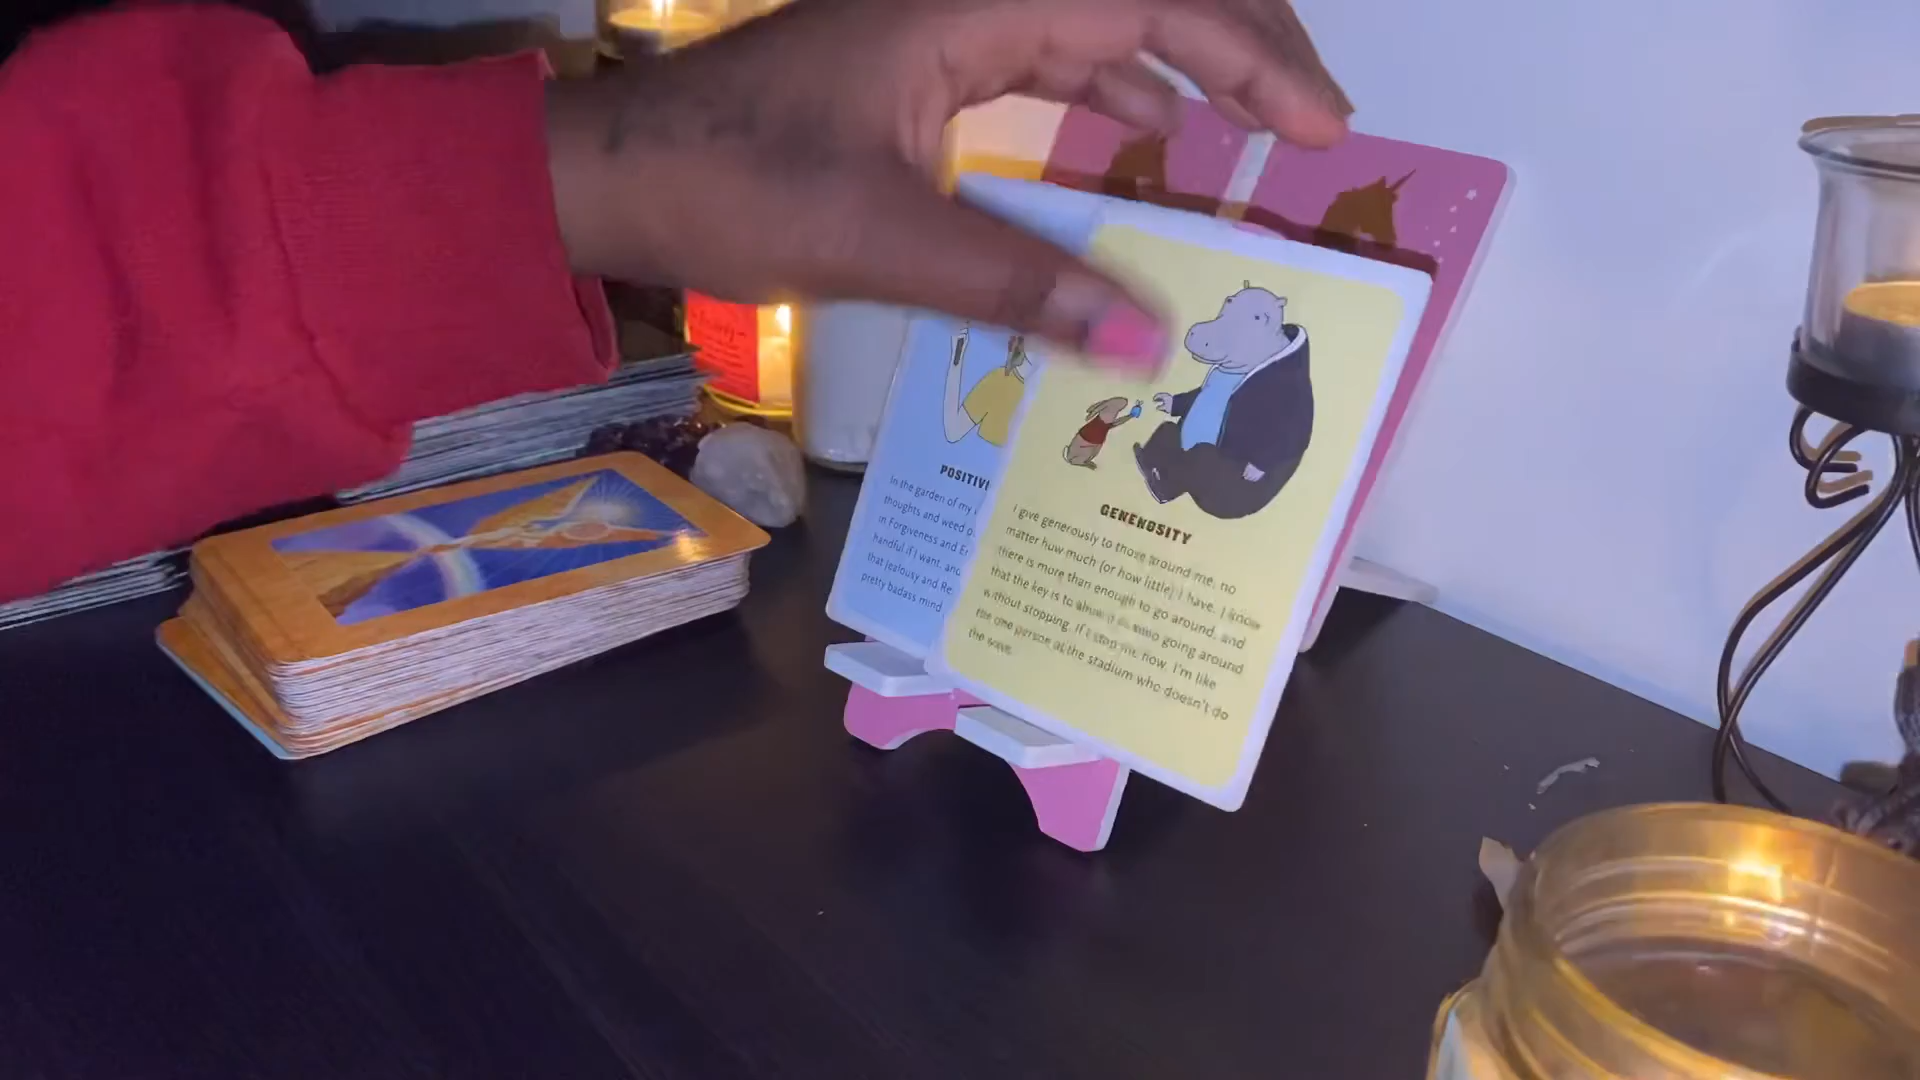 POSITIV
In the garden of my
thoughts and weed o
in Forgiveness and
handful if I want, and
that Jealousy and Re
pretty badass mind
GENEROSITY
I give generously to those around me, no
matter how much (or how little) I have. I know
there is more than enough to go around, and
that the key is to allow it to keep going around
without stopping. If I stop it now, I'm like
the one person at the stadium who doesn't do
the wave.